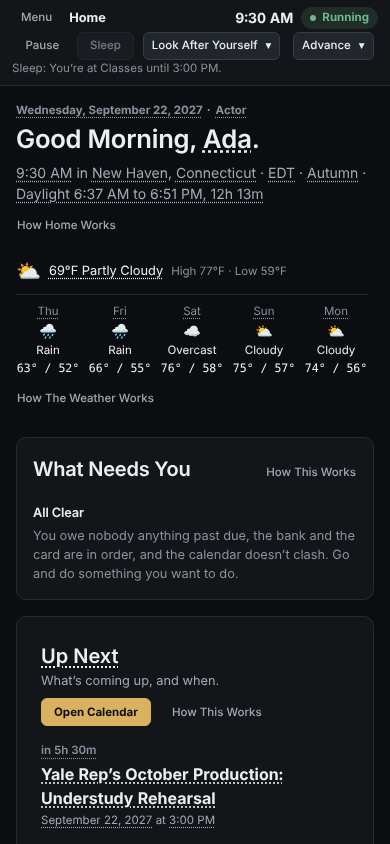 Menu Home 9:30 AM Running
Pause Sleep Look After Yourself ▾ Advance ▾
Sleep: You're at Classes until 3:00 PM.
Wednesday, September 22, 2027 · Actor
Good Morning, Ada.
9:30 AM in New Haven, Connecticut · EDT · Autumn ·
Daylight 6:37 AM to 6:51 PM, 12h 13m
How Home Works
69°F Partly Cloudy High 77°F · Low 59°F
Thu Fri Sat Sun Mon
Rain Rain Overcast Cloudy Cloudy
63° / 52° 66° / 55° 76° / 58° 75° / 57° 74° / 56°
How The Weather Works
What Needs You How This Works
All Clear
You owe nobody anything past due, the bank and the
card are in order, and the calendar doesn't clash. Go
and do something you want to do.
Up Next
What's coming up, and when.
Open Calendar How This Works
in 5h 30m
Yale Rep's October Production:
Understudy Rehearsal
September 22, 2027 at 3:00 PM